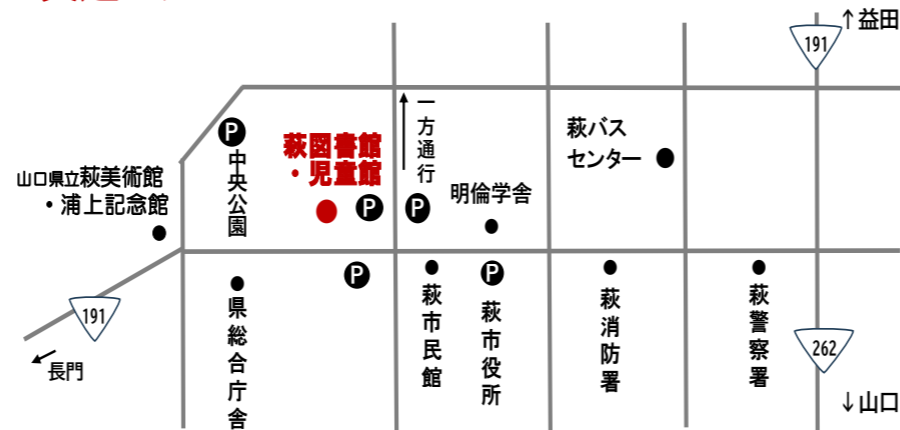 ↑益田
191
一方通行
P
中央公園
萩図書館
・児童館
P
P
萩バス
センター
明倫学舎
山口県立萩美術館
・浦上記念館
P
萩市民館
P
萩市役所
県総合庁舎
萩消防署
萩警察署
191
長門
262
↓山口